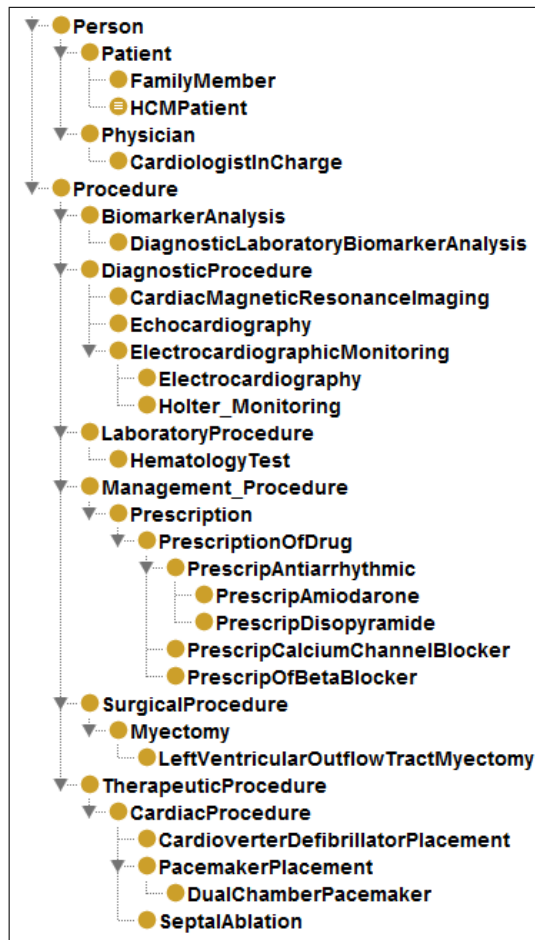 Person
Patient
FamilyMember
HCMPatient
Physician
CardiologistInCharge
Procedure
BiomarkerAnalysis
DiagnosticLaboratoryBiomarkerAnalysis
DiagnosticProcedure
CardiacMagneticResonanceImaging
Echocardiography
ElectrocardiographicMonitoring
Electrocardiography
Holter_Monitoring
LaboratoryProcedure
HematologyTest
Management_Procedure
Prescription
PrescriptionOfDrug
PrescripAntiarrhythmic
PrescripAmiodarone
PrescripDisopyramide
PrescripCalciumChannelBlocker
PrescripOfBetaBlocker
SurgicalProcedure
Myectomy
LeftVentricularOutflowTractMyectomy
TherapeuticProcedure
CardiacProcedure
CardioverterDefibrillatorPlacement
PacemakerPlacement
DualChamberPacemaker
SeptalAblation